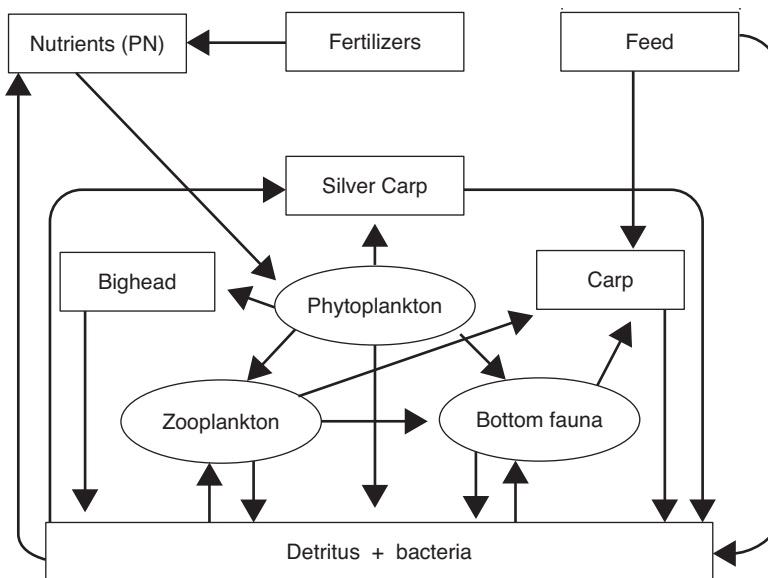 Nutrients (PN)
Fertilizers
Feed
Silver Carp
Bighead
Phytoplankton
Carp
Zooplankton
Bottom fauna
Detritus + bacteria